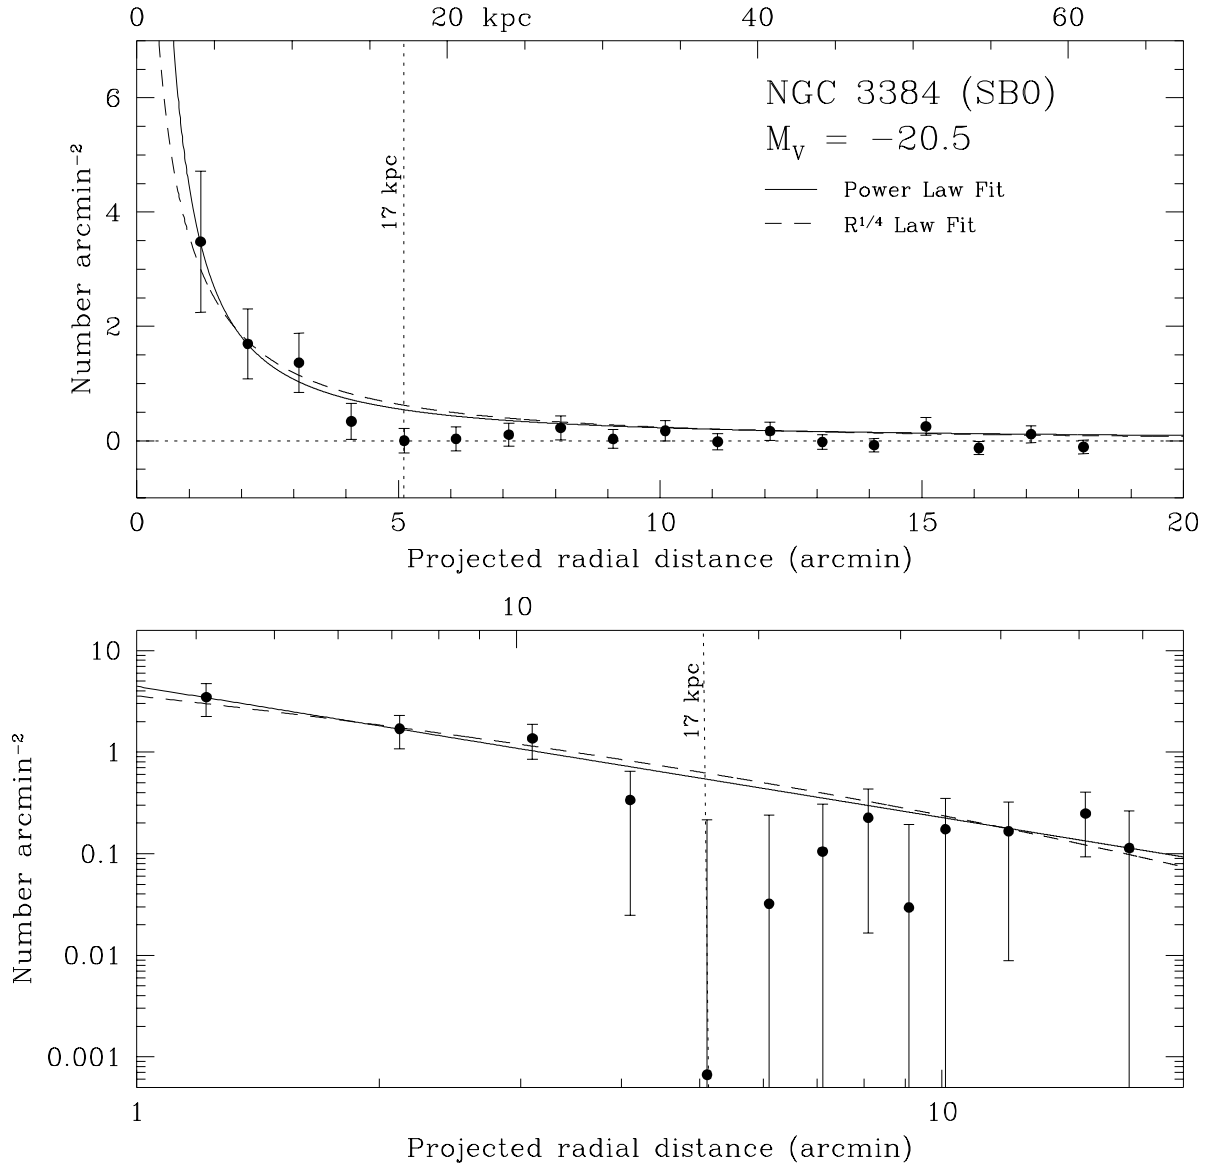 0 20 kpc 40 60
NGC 3384 (SB0)
M_V = −20.5
Power Law Fit
R^{1/4} Law Fit
17 kpc
6
4
2
0
Number arcmin^{−2}
0 5 10 15 20
Projected radial distance (arcmin)
10
17 kpc
10
1
0.1
0.01
0.001
Number arcmin^{−2}
1 10
Projected radial distance (arcmin)